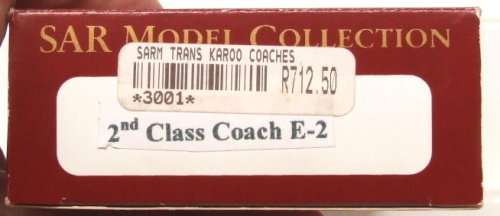 SAR MODEL COLLECTION
SARM TRANS KAROO COACHES
R712.50
*3001*
2nd Class Coach E-2